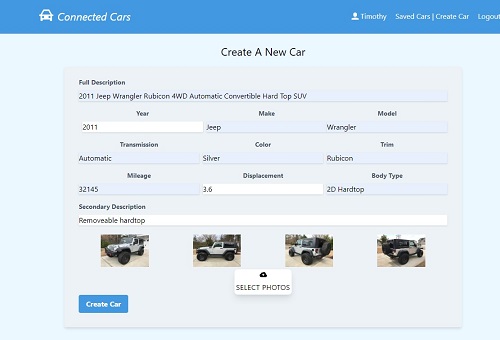 Connected Cars
Timothy Saved Cars | Create Car Logout
Create A New Car
Full Description
2011 Jeep Wrangler Rubicon 4WD Automatic Convertible Hard Top SUV
Year Make Model
2011 Jeep Wrangler
Transmission Color Trim
Automatic Silver Rubicon
Mileage Displacement Body Type
32145 3.6 2D Hardtop
Secondary Description
Removeable hardtop
SELECT PHOTOS
Create Car